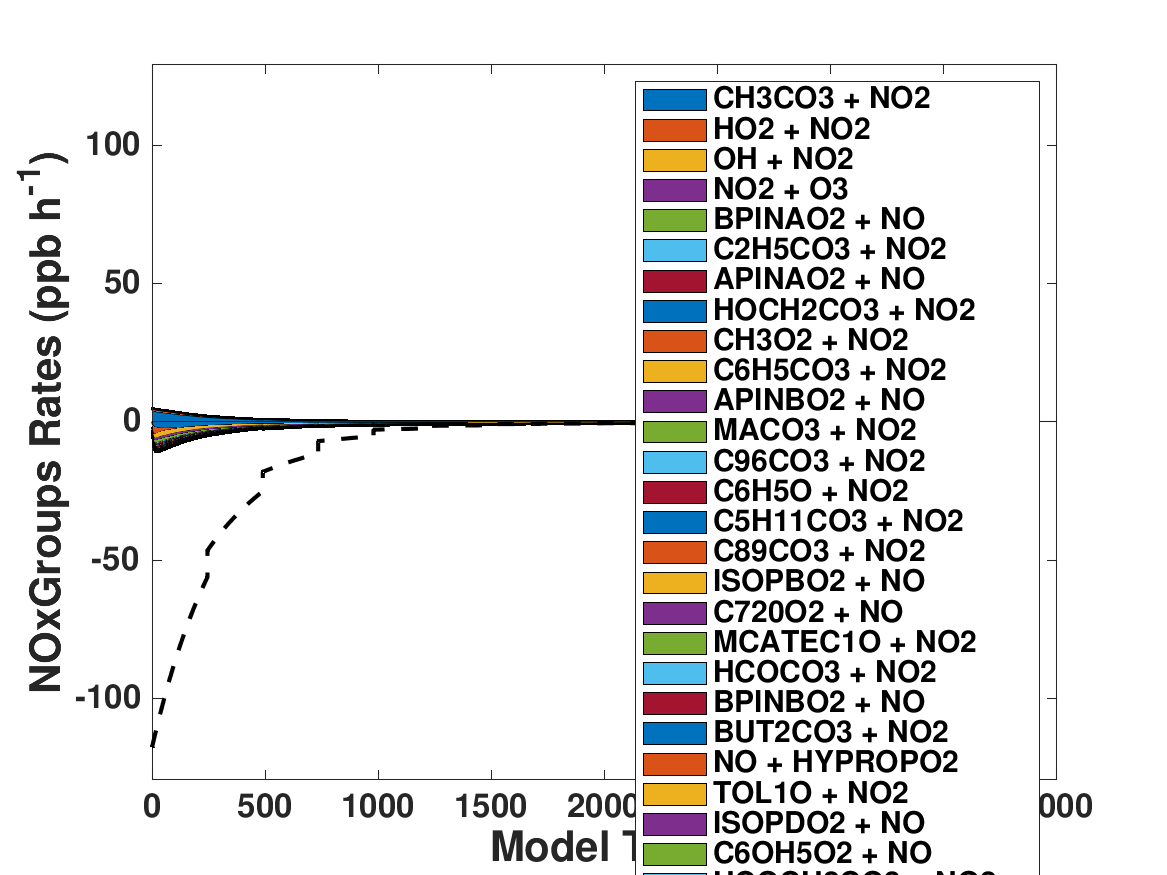 NOxGroups Rates (ppb h-1)
100
50
0
-50
-100
0 500 1000 1500 2000 000
Model T
CH3CO3 + NO2
HO2 + NO2
OH + NO2
NO2 + O3
BPINAO2 + NO
C2H5CO3 + NO2
APINAO2 + NO
HOCH2CO3 + NO2
CH3O2 + NO2
C6H5CO3 + NO2
APINBO2 + NO
MACO3 + NO2
C96CO3 + NO2
C6H5O + NO2
C5H11CO3 + NO2
C89CO3 + NO2
ISOPBO2 + NO
C720O2 + NO
MCATEC1O + NO2
HCOCO3 + NO2
BPINBO2 + NO
BUT2CO3 + NO2
NO + HYPROPO2
TOL1O + NO2
ISOPDO2 + NO
C6OH5O2 + NO